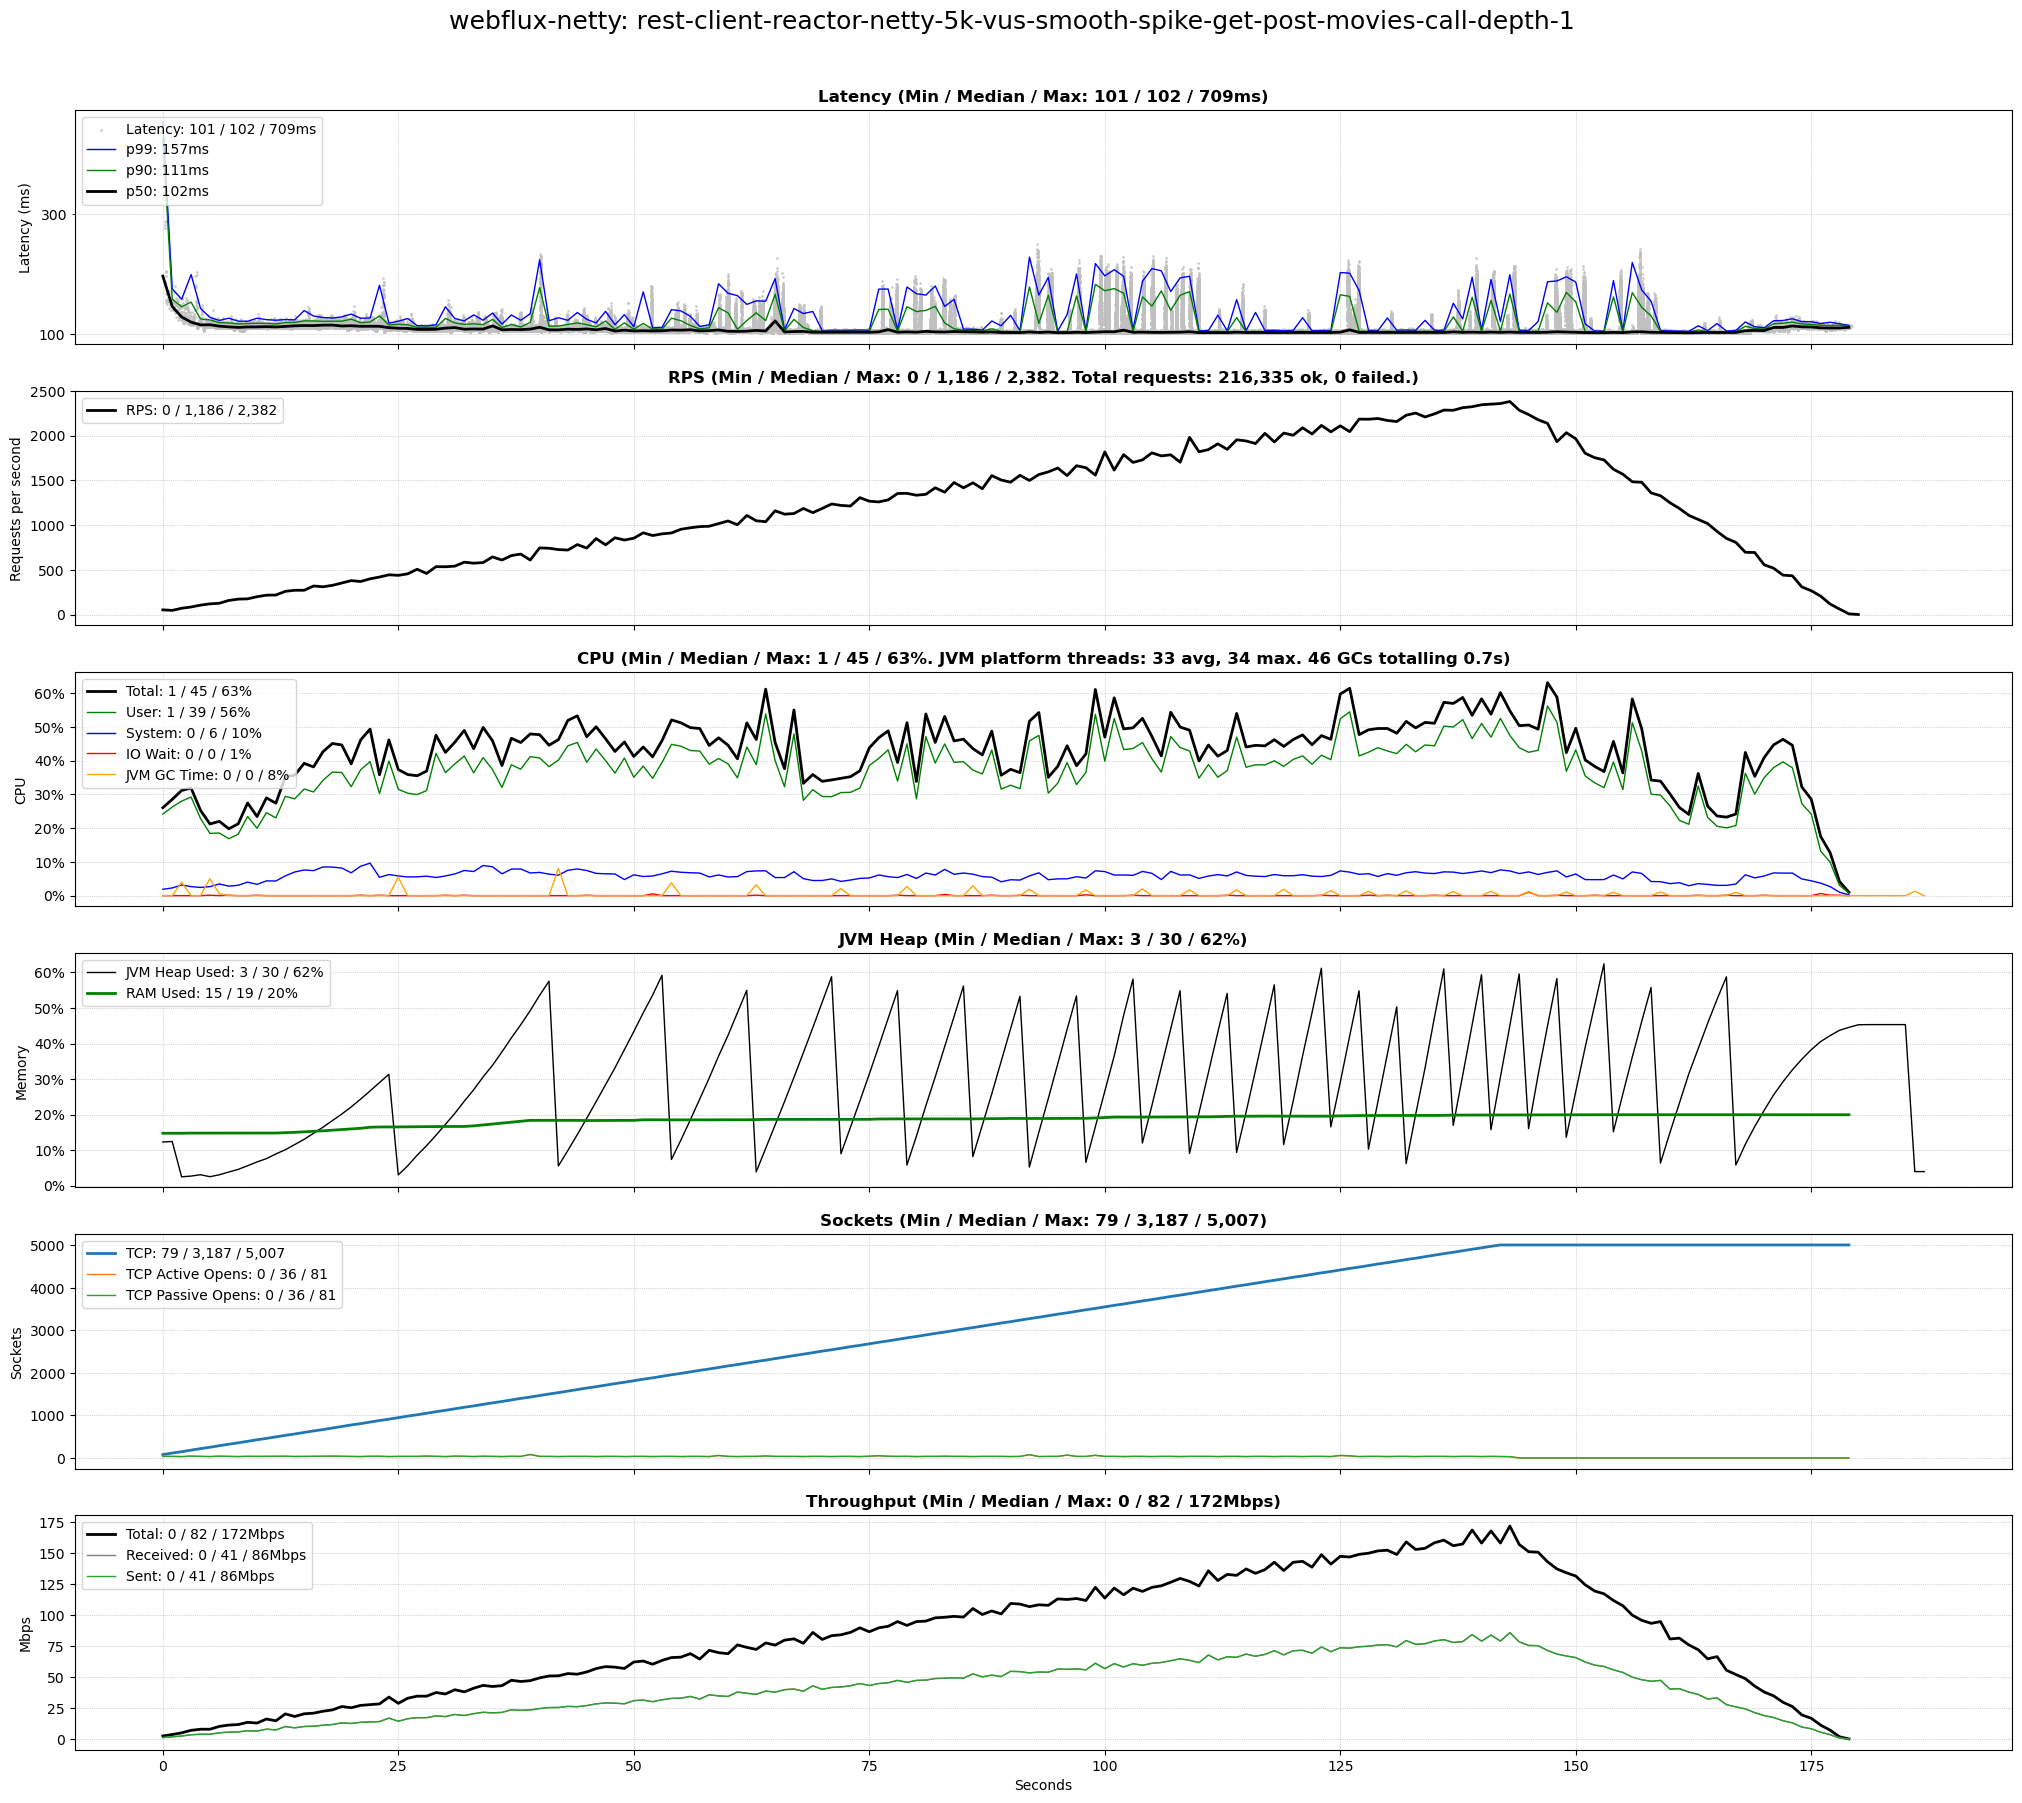 webflux-netty: rest-client-reactor-netty-5k-vus-smooth-spike-get-post-movies-call-depth-1
Latency (Min / Median / Max: 101 / 102 / 709ms)
Latency: 101 / 102 / 709ms
p99: 157ms
p90: 111ms
p50: 102ms
Latency (ms)
300
100
RPS (Min / Median / Max: 0 / 1,186 / 2,382. Total requests: 216,335 ok, 0 failed.)
RPS: 0 / 1,186 / 2,382
Requests per second
2500
2000
1500
1000
500
0
CPU (Min / Median / Max: 1 / 45 / 63%. JVM platform threads: 33 avg, 34 max. 46 GCs totalling 0.7s)
Total: 1 / 45 / 63%
User: 1 / 39 / 56%
System: 0 / 6 / 10%
IO Wait: 0 / 0 / 1%
JVM GC Time: 0 / 0 / 8%
CPU
60%
50%
40%
30%
20%
10%
0%
JVM Heap (Min / Median / Max: 3 / 30 / 62%)
JVM Heap Used: 3 / 30 / 62%
RAM Used: 15 / 19 / 20%
Memory
60%
50%
40%
30%
20%
10%
0%
Sockets (Min / Median / Max: 79 / 3,187 / 5,007)
TCP: 79 / 3,187 / 5,007
TCP Active Opens: 0 / 36 / 81
TCP Passive Opens: 0 / 36 / 81
Sockets
5000
4000
3000
2000
1000
0
Throughput (Min / Median / Max: 0 / 82 / 172Mbps)
Total: 0 / 82 / 172Mbps
Received: 0 / 41 / 86Mbps
Sent: 0 / 41 / 86Mbps
Mbps
175
150
125
100
75
50
25
0
0 25 50 75 100 125 150 175
Seconds